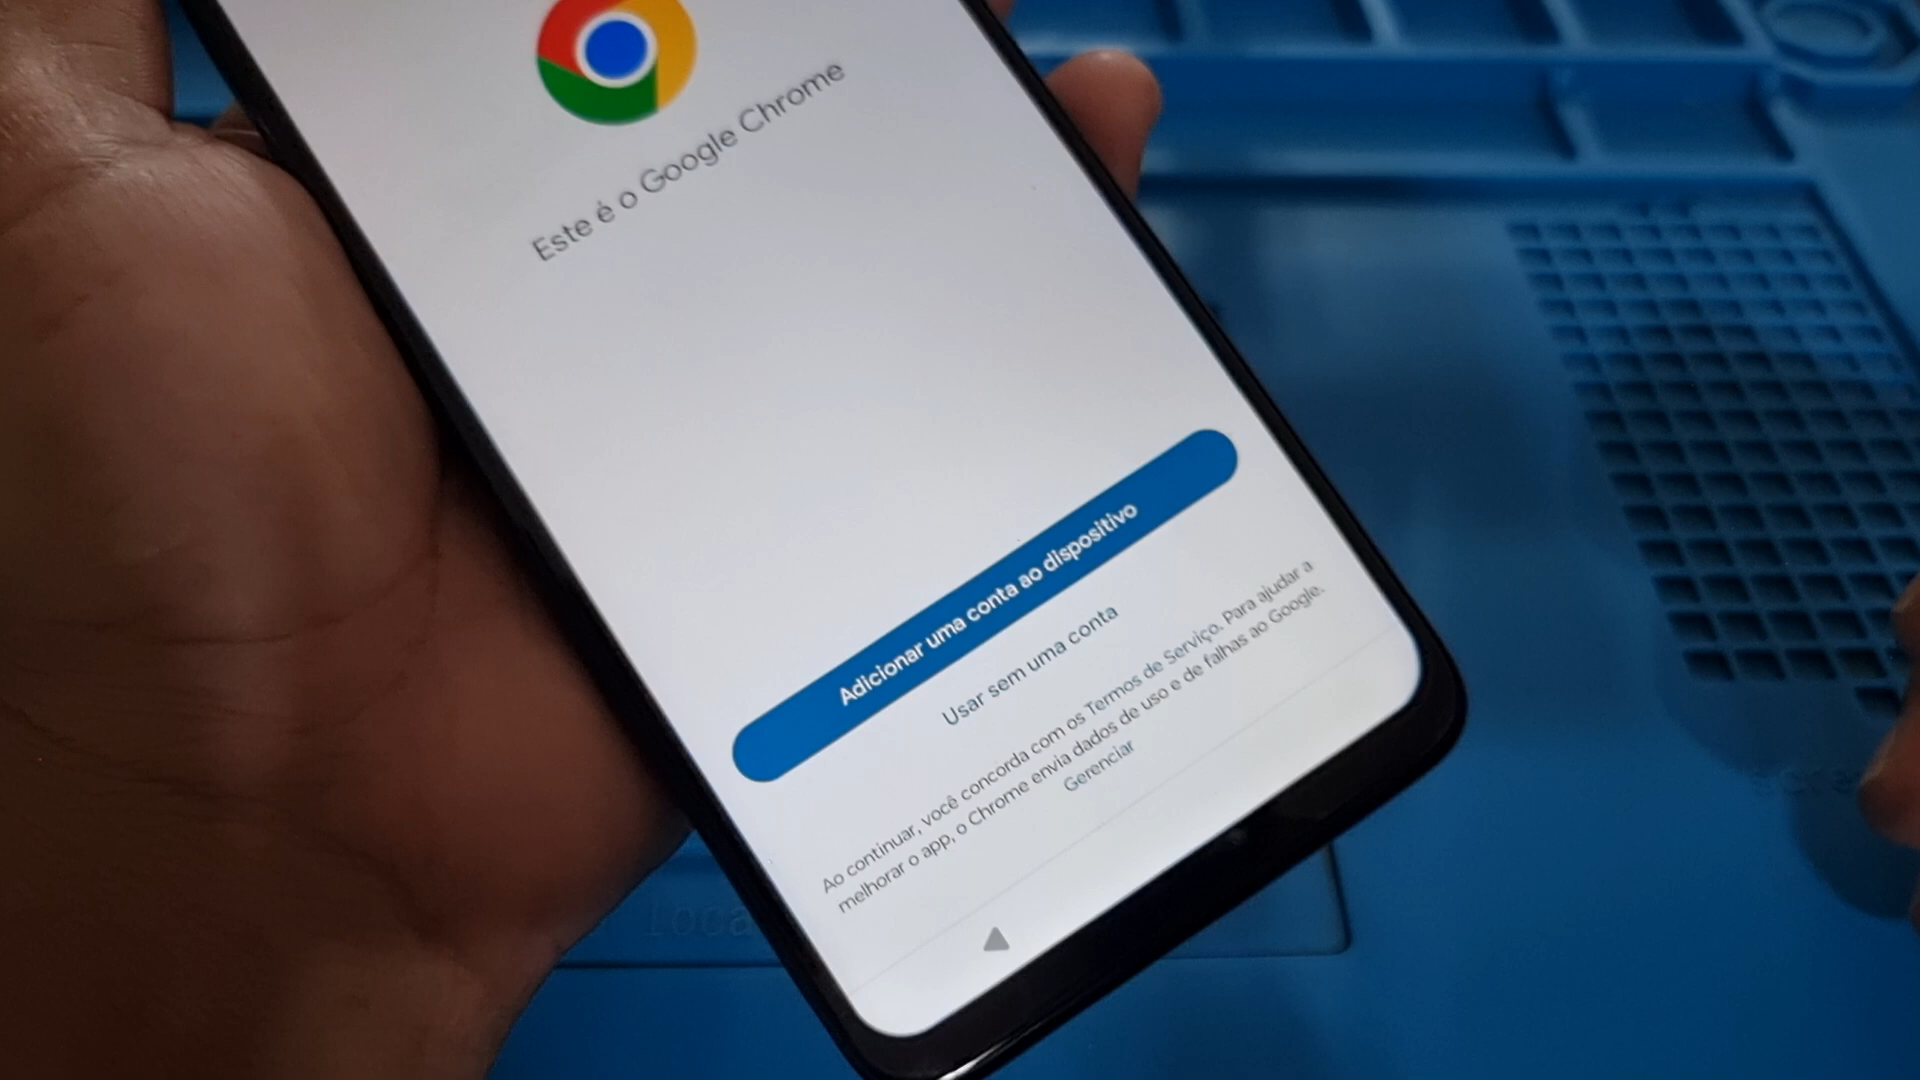 Este é o Google Chrome
Adicionar uma conta ao dispositivo
Usar sem uma conta
Ao continuar, você concorda com os Termos de Serviço. Para ajudar a
melhorar o app, o Chrome envia dados de uso e de falhas ao Google.
Gerenciar